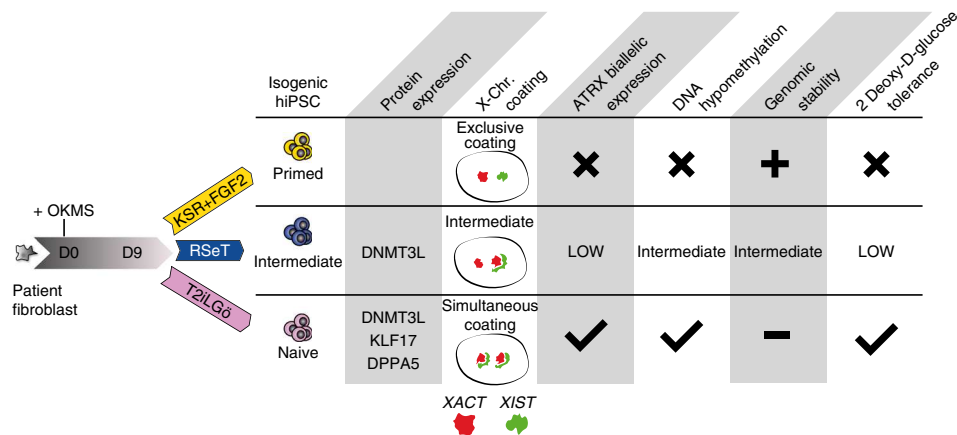 Isogenic
hiPSC
Protein
expression
X-Chr.
coating
ATRX biallelic
expression
DNA
hypomethylation
Genomic
stability
2 Deoxy-D-glucose
tolerance
+ OKMS
D0
D9
Patient
fibroblast
KSR+FGF2
RSeT
T2iLGö
Primed
Exclusive
coating
Intermediate
DNMT3L
Intermediate
LOW
Intermediate
Intermediate
LOW
Naive
DNMT3L
KLF17
DPPA5
Simultaneous
coating
XACT
XIST